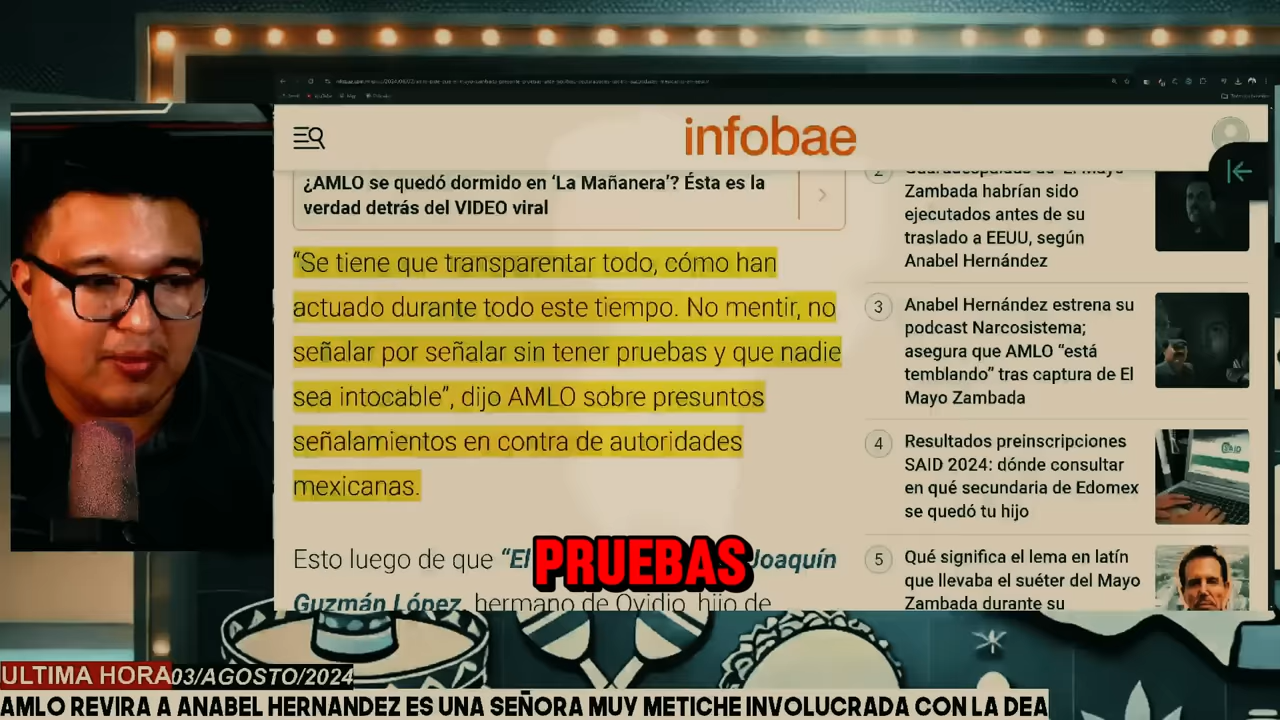 infobae
¿AMLO se quedó dormido en ‘La Mañanera’? Ésta es la
verdad detrás del VIDEO viral
“Se tiene que transparentar todo, cómo han
actuado durante todo este tiempo. No mentir, no
señalar por señalar sin tener pruebas y que nadie
sea intocable”, dijo AMLO sobre presuntos
señalamientos en contra de autoridades
mexicanas.
Esto luego de que “El Joaquín
Guzmán López, hermano de Ovidio, hijo de
PRUEBAS
2
Zambada habrían sido
ejecutados antes de su
traslado a EEUU, según
Anabel Hernández
3
Anabel Hernández estrena su
podcast Narcosistema;
asegura que AMLO “está
temblando” tras captura de El
Mayo Zambada
4
Resultados preinscripciones
SAID 2024: dónde consultar
en qué secundaria de Edomex
se quedó tu hijo
5
Qué significa el lema en latín
que llevaba el suéter del Mayo
Zambada durante su
ULTIMA HORA 03/AGOSTO/2024
AMLO REVIRA A ANABEL HERNANDEZ ES UNA SEÑORA MUY METICHE INVOLUCRADA CON LA DEA